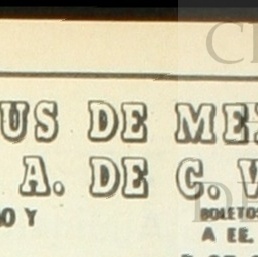 US DE MEX
A. DE C. V
O Y
BOLETOS
A EE.